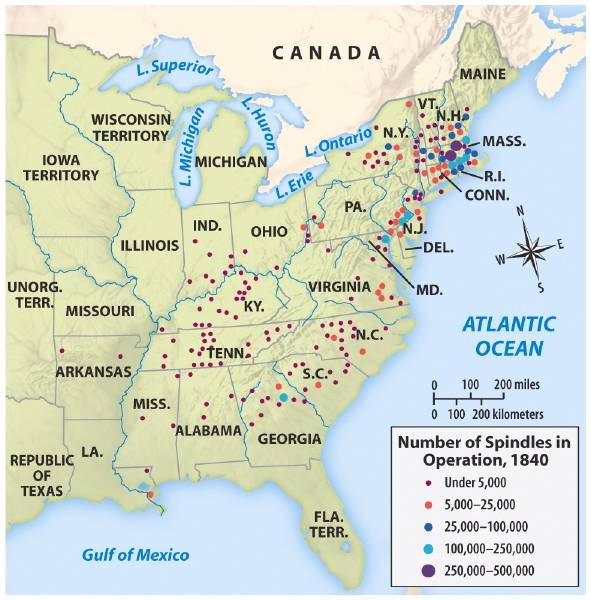 CANADA
L. Superior
MAINE
VT.
N.H.
WISCONSIN
TERRITORY
L. Michigan
L. Huron
L. Ontario
N.Y.
MASS.
IOWA
TERRITORY
MICHIGAN
L. Erie
R.I.
CONN.
PA.
IND.
OHIO
N.J.
ILLINOIS
DEL.
UNORG.
TERR.
VIRGINIA
MD.
MISSOURI
KY.
N
W
E
S
ATLANTIC
OCEAN
TENN.
N.C.
ARKANSAS
S.C.
0 100 200 miles
0 100 200 kilometers
MISS.
ALABAMA
GEORGIA
LA.
REPUBLIC
OF
TEXAS
FLA.
TERR.
Gulf of Mexico
Number of Spindles in
Operation, 1840
Under 5,000
5,000–25,000
25,000–100,000
100,000–250,000
250,000–500,000